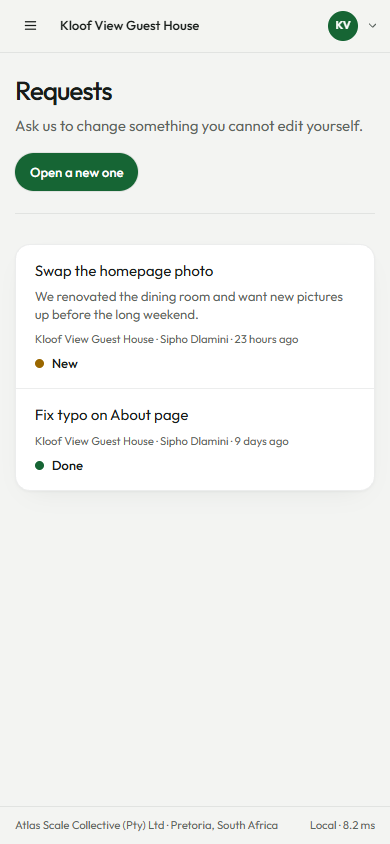 Kloof View Guest House
KV
Requests
Ask us to change something you cannot edit yourself.
Open a new one
Swap the homepage photo
We renovated the dining room and want new pictures
up before the long weekend.
Kloof View Guest House · Sipho Dlamini · 23 hours ago
New
Fix typo on About page
Kloof View Guest House · Sipho Dlamini · 9 days ago
Done
Atlas Scale Collective (Pty) Ltd · Pretoria, South Africa
Local · 8.2 ms